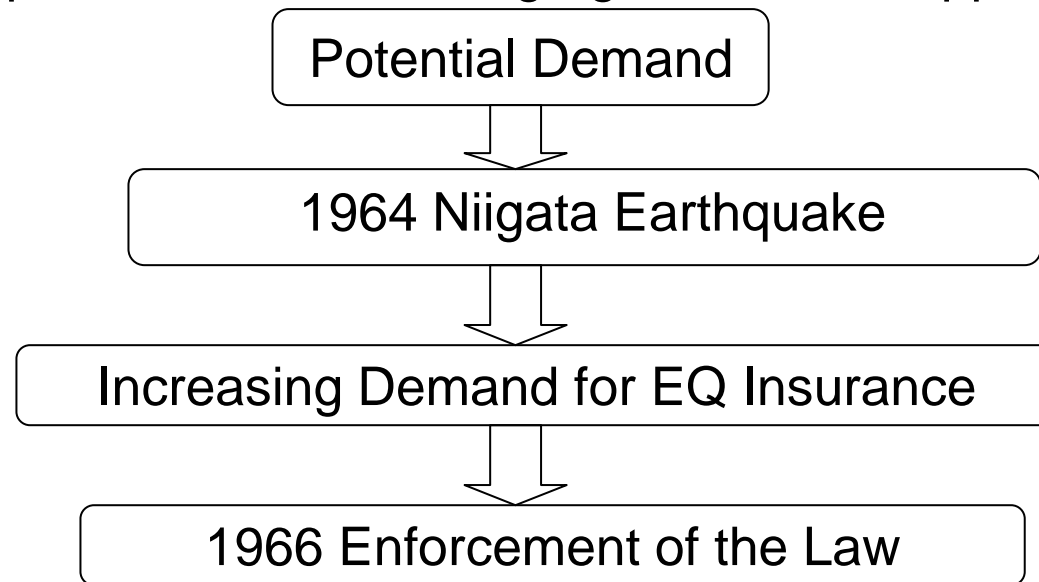 Potential Demand
1964 Niigata Earthquake
Increasing Demand for EQ Insurance
1966 Enforcement of the Law